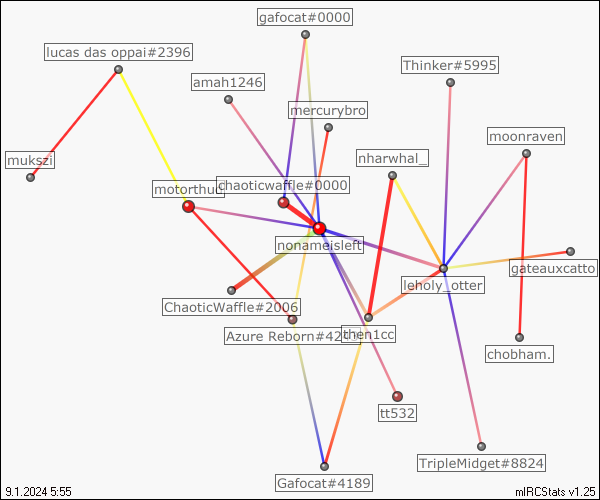 gafocat#0000
lucas das oppai#2396
Thinker#5995
amah1246
mercurybro
moonraven
mukszi
nharwhal_
motorthud
chaoticwaffle#0000
nonameisleft
gateauxcatto
leholy_otter
ChaoticWaffle#2006
Azure Reborn#42
then1cc
chobham.
tt532
TripleMidget#8824
Gafocat#4189
9.1.2024 5:55
mIRCStats v1.25